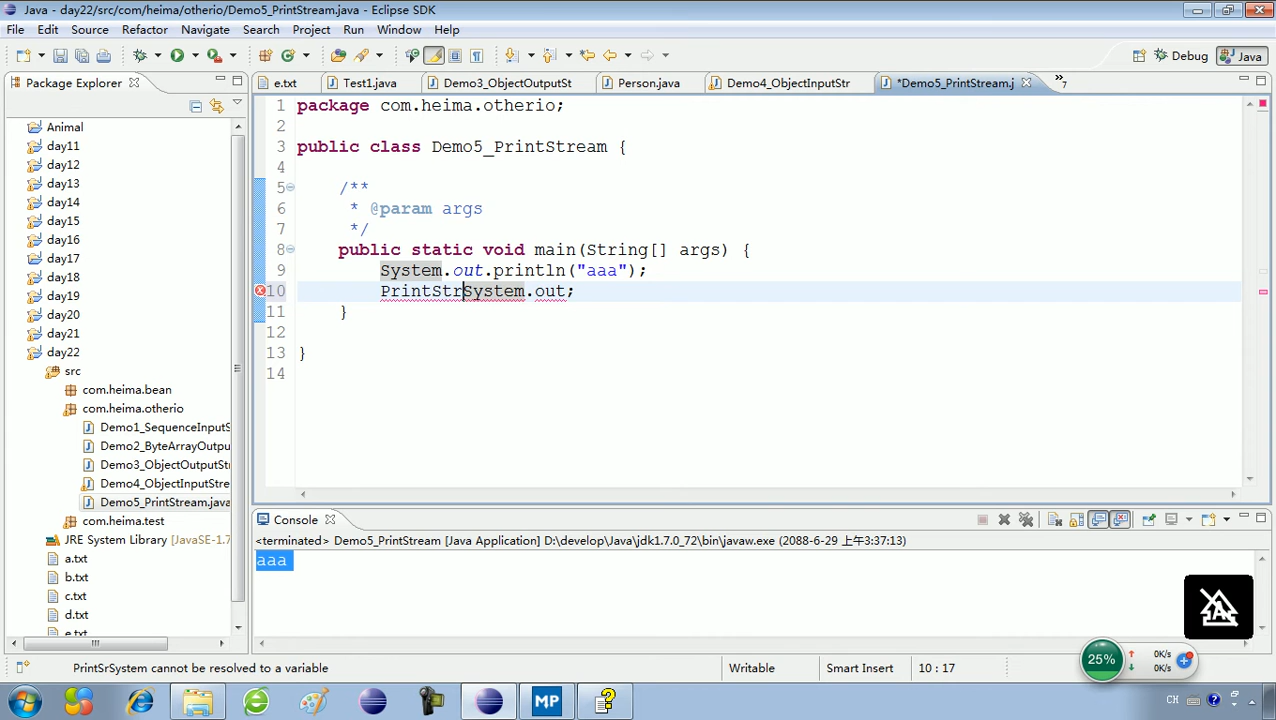 Java - day22/src/com/heima/otherio/Demo5_PrintStream.java - Eclipse SDK
File Edit Source Refactor Navigate Search Project Run Window Help
Debug Java
Package Explorer
e.txt Test1.java Demo3_ObjectOutputSt Person.java Demo4_ObjectInputStr *Demo5_PrintStream.j »7
Animal
day11
day12
day13
day14
day15
day16
day17
day18
day19
day20
day21
day22
src
com.heima.bean
com.heima.otherio
Demo1_SequenceInputS
Demo2_ByteArrayOutpu
Demo3_ObjectOutputStr
Demo4_ObjectInputStre
Demo5_PrintStream.java
com.heima.test
JRE System Library [JavaSE-1.7
a.txt
b.txt
c.txt
d.txt
e.txt
1 package com.heima.otherio;
2
3 public class Demo5_PrintStream {
4
5 /**
6 * @param args
7 */
8 public static void main(String[] args) {
9 System.out.println("aaa");
10 PrintStrSystem.out;
11 }
12
13 }
14
Console
<terminated> Demo5_PrintStream [Java Application] D:\develop\Java\jdk1.7.0_72\bin\javaw.exe (2088-6-29 上午3:37:13)
aaa
25% 0K/s
0K/s
PrintSrSystem cannot be resolved to a variable Writable Smart Insert 10 : 17
MP CH